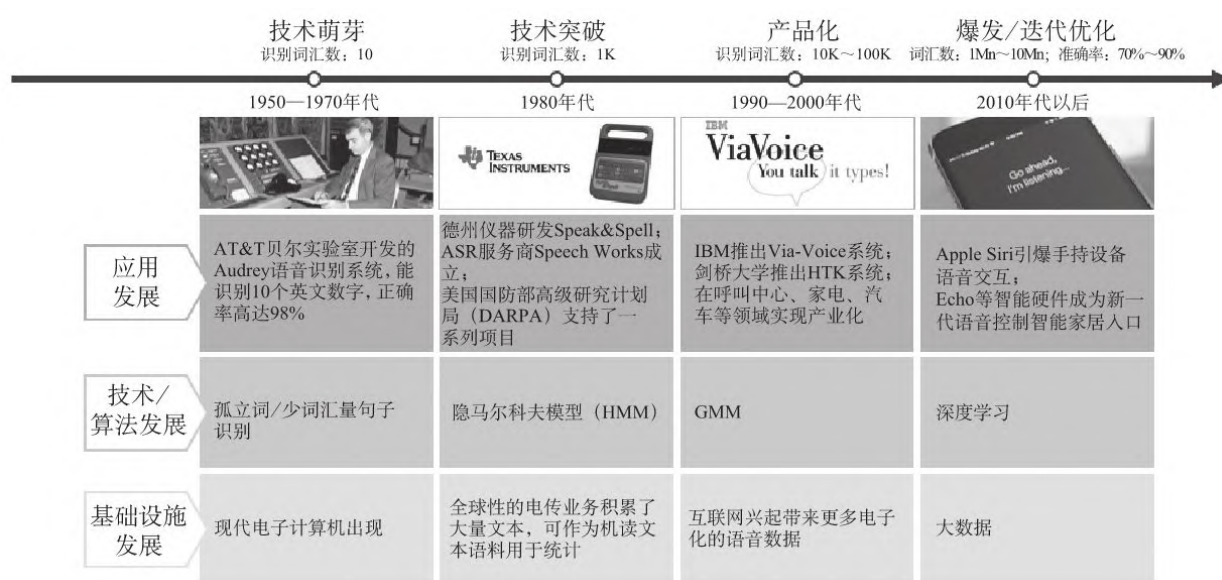 技术萌芽
识别词汇数：10
技术突破
识别词汇数：1K
产品化
识别词汇数：10K～100K
爆发/迭代优化
词汇数：1Mn～10Mn；准确率：70%～90%
1950—1970年代
1980年代
1990—2000年代
2010年代以后
TEXAS
INSTRUMENTS
IBM
ViaVoice
You talk it types!
Go ahead,
I'm listening...
应用
发展
AT&T贝尔实验室开发的
Audrey语音识别系统，能
识别10个英文数字，正确
率高达98%
德州仪器研发Speak&Spell；
ASR服务商Speech Works成
立；
美国国防部高级研究计划
局（DARPA）支持了一
系列项目
IBM推出Via-Voice系统；
剑桥大学推出HTK系统；
在呼叫中心、家电、汽
车等领域实现产业化
Apple Siri引爆手持设备
语音交互；
Echo等智能硬件成为新一
代语音控制智能家居人口
技术/
算法发展
孤立词/少词汇量句子
识别
隐马尔科夫模型（HMM）
GMM
深度学习
基础设施
发展
现代电子计算机出现
全球性的电传业务积累了
大量文本，可作为机读文
本语料用于统计
互联网兴起带来更多电子
化的语音数据
大数据